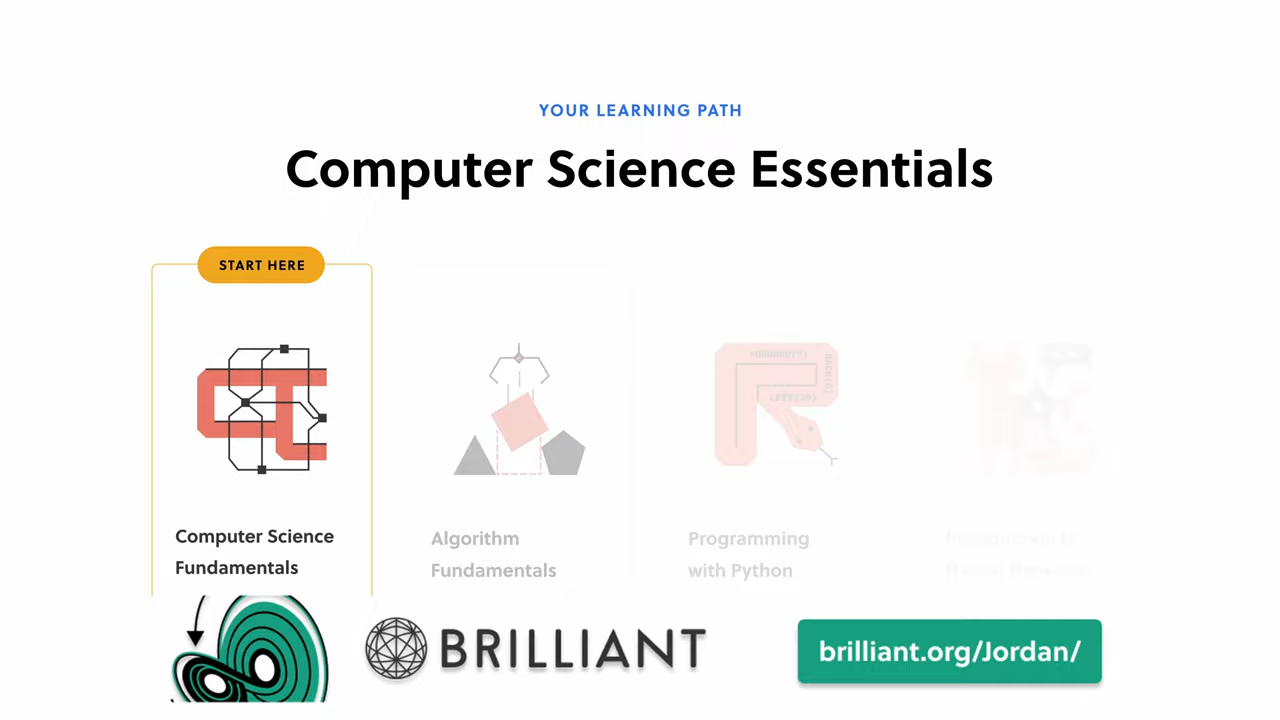 YOUR LEARNING PATH
Computer Science Essentials
START HERE
Computer Science
Fundamentals
Algorithm
Fundamentals
Programming
with Python
BRILLIANT
brilliant.org/Jordan/